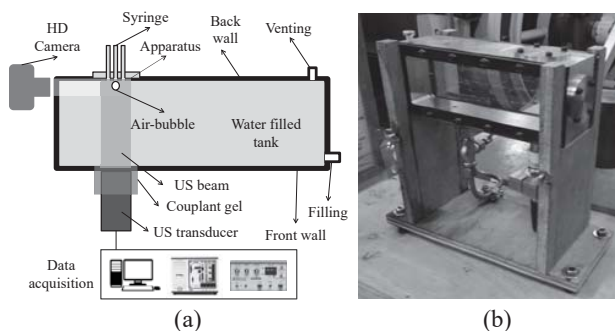 HD
Camera
Syringe
Apparatus
Back
wall
Venting
Air-bubble
Water filled
tank
US beam
Couplant gel
US transducer
Front wall
Filling
Data
acquisition
(a)
(b)